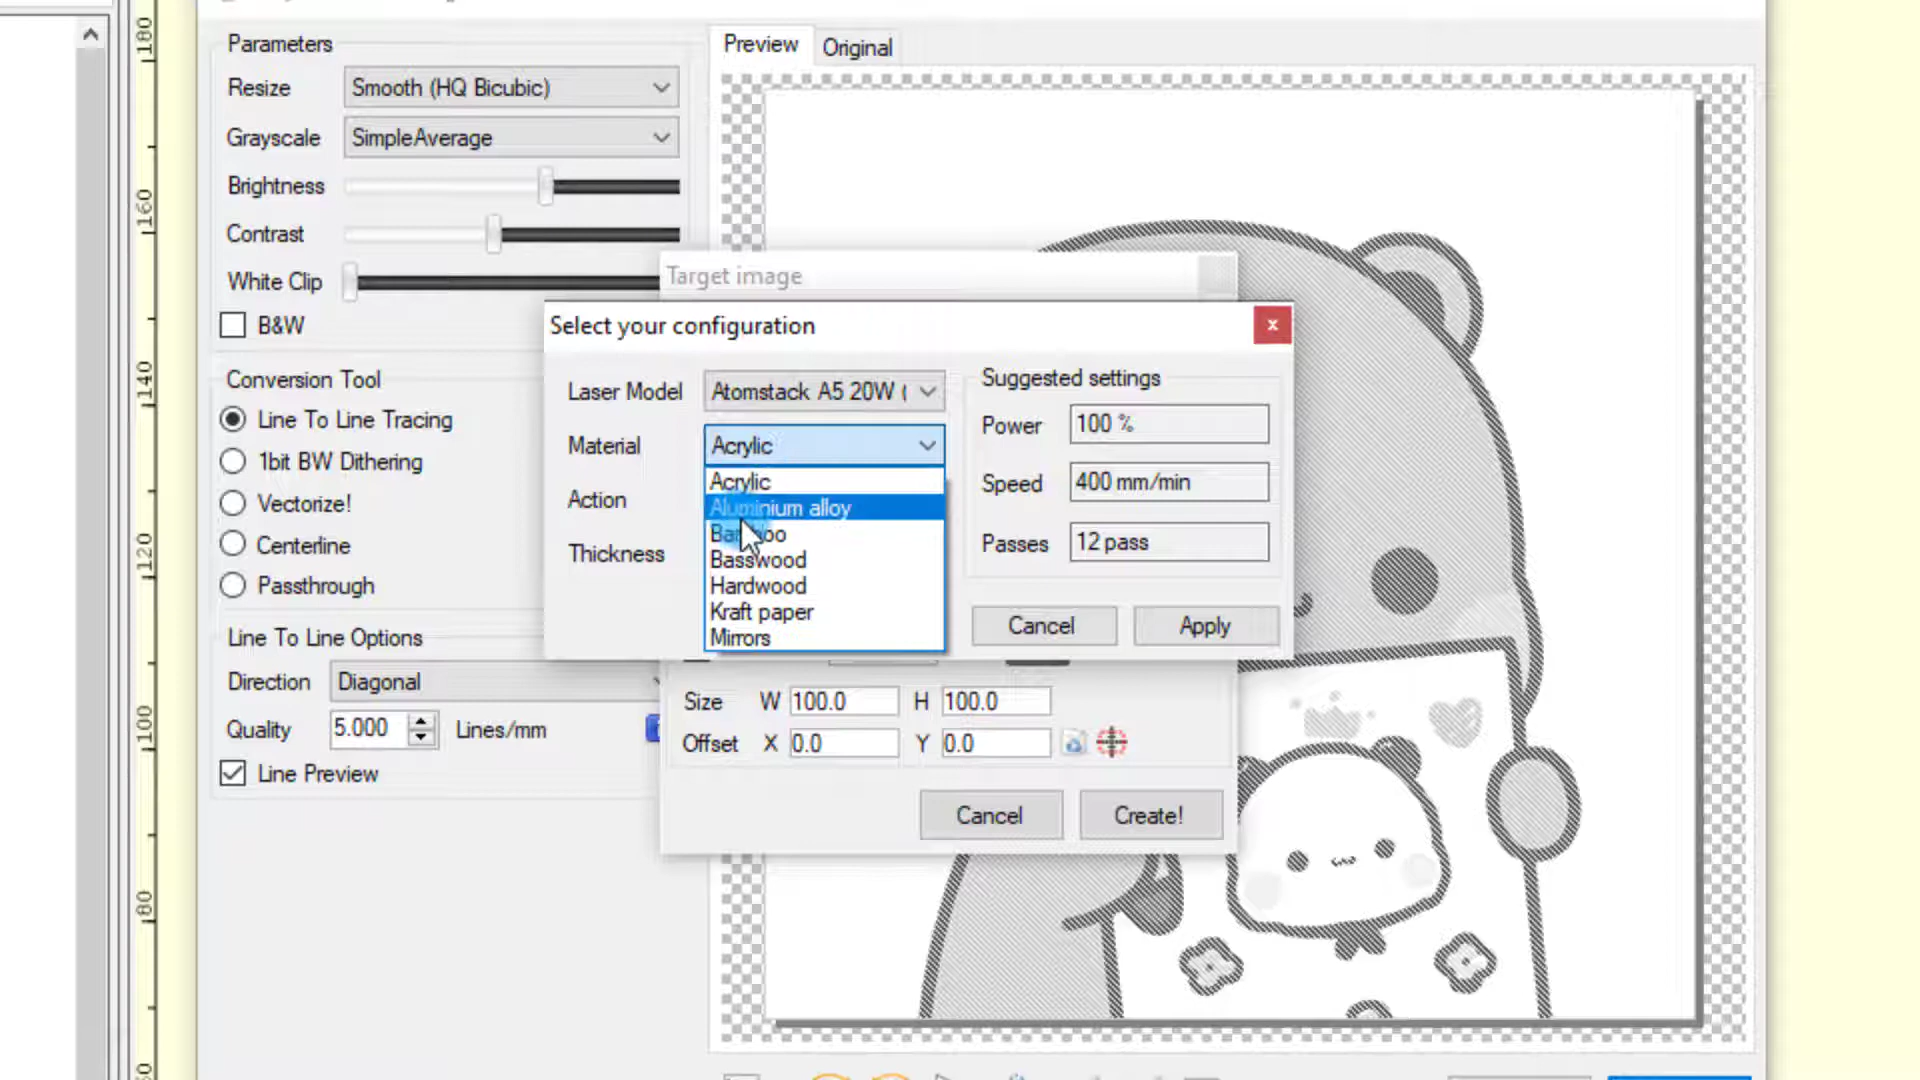 180
160
140
120
100
80
Parameters
Resize Smooth (HQ Bicubic)
Grayscale SimpleAverage
Brightness
Contrast
White Clip
B&W
Conversion Tool
Line To Line Tracing
1bit BW Dithering
Vectorize!
Centerline
Passthrough
Line To Line Options
Direction Diagonal
Quality 5.000 Lines/mm
Line Preview
Preview Original
Target image
Select your configuration
Laser Model Atomstack A5 20W (
Material Acrylic
Action
Thickness
Acrylic
Aluminium alloy
Bamboo
Basswood
Hardwood
Kraft paper
Mirrors
Suggested settings
Power 100 %
Speed 400 mm/min
Passes 12 pass
Cancel Apply
Size W 100.0 H 100.0
Offset X 0.0 Y 0.0
Cancel Create!